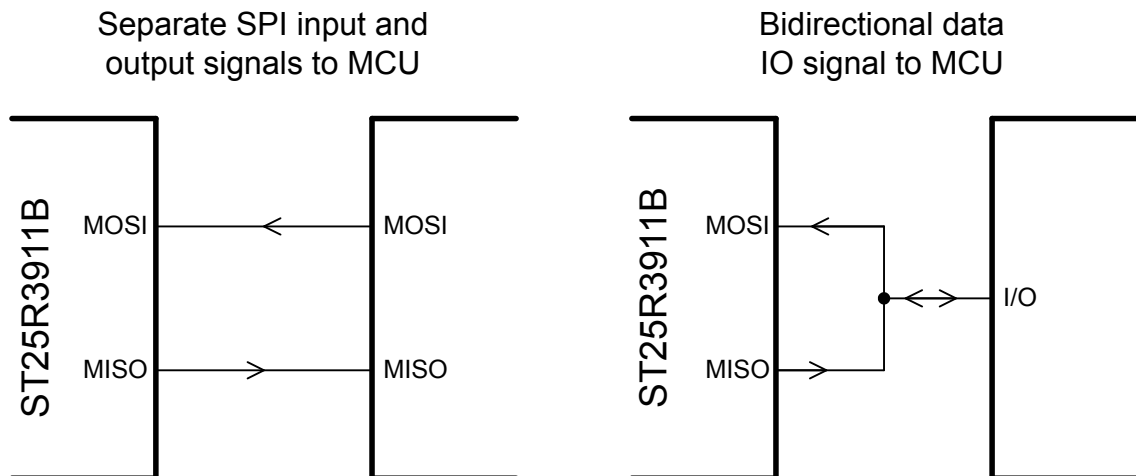 Separate SPI input and
output signals to MCU
ST25R3911B
MOSI
MOSI
MISO
MISO
Bidirectional data
IO signal to MCU
ST25R3911B
MOSI
I/O
MISO